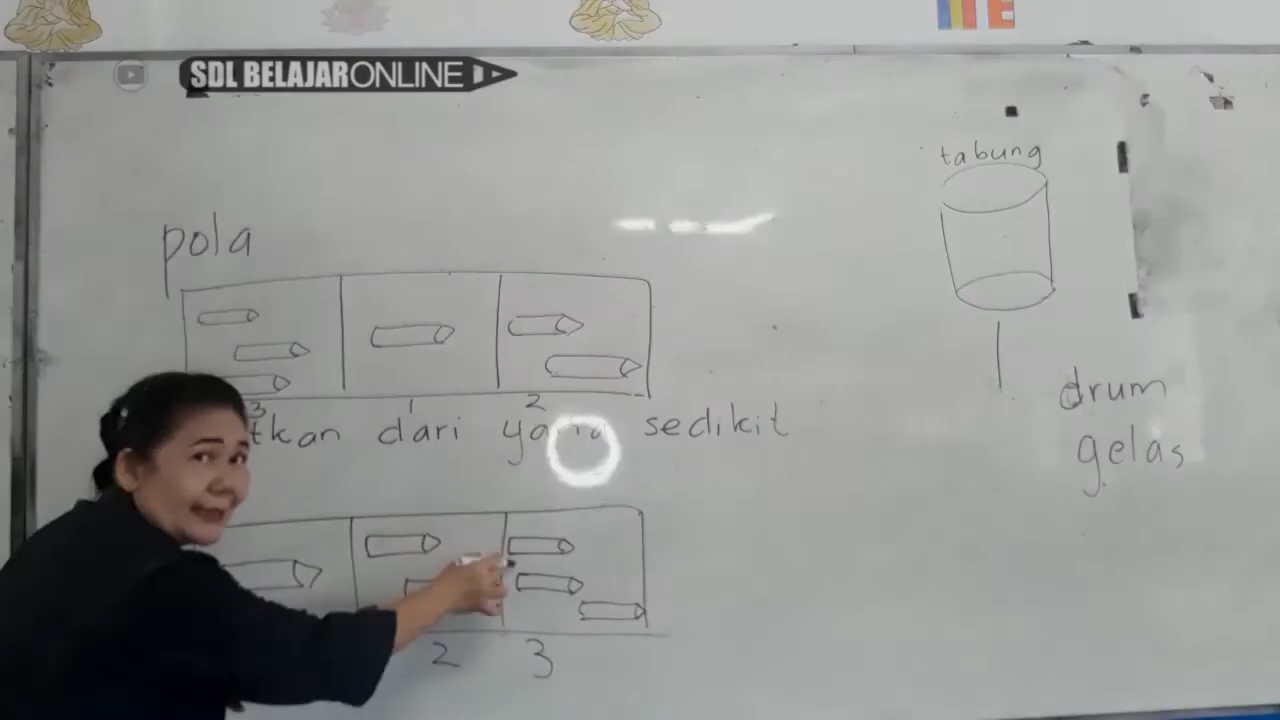 SDL BELAJARONLINE
tabung
pola
3 1 2
tkan dari yang sedikit
drum
gelas
2 3